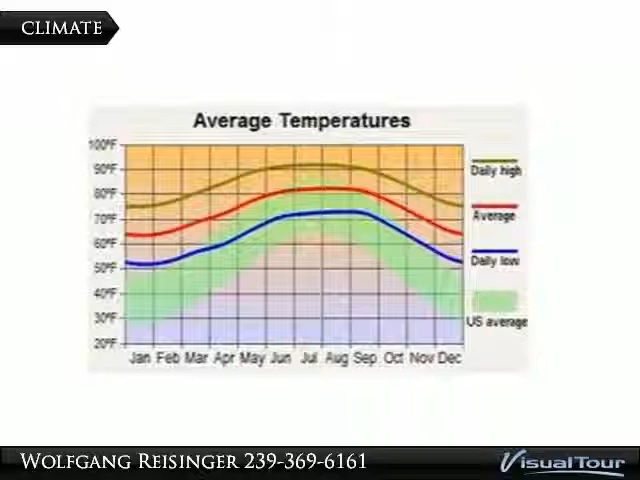 CLIMATE
Average Temperatures
100°F
90°F
80°F
70°F
60°F
50°F
40°F
30°F
20°F
Jan Feb Mar Apr May Jun Jul Aug Sep Oct Nov Dec
Daily high
Average
Daily low
US average
WOLFGANG REISINGER 239-369-6161
VISUALTOUR